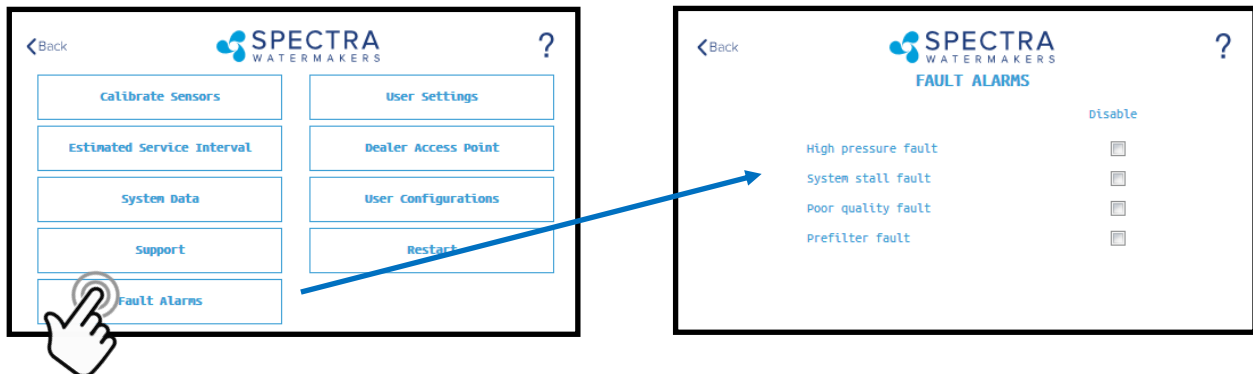 Back
SPECTRA
WATERMAKERS
?
Calibrate Sensors
User Settings
Estimated Service Interval
Dealer Access Point
System Data
User Configurations
Support
Restart
Fault Alarms
Back
SPECTRA
WATERMAKERS
?
FAULT ALARMS
Disable
High pressure fault
System stall fault
Poor quality fault
Prefilter fault